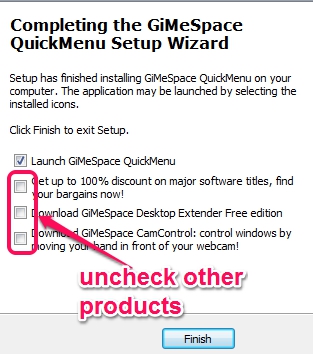 Completing the GiMeSpace
QuickMenu Setup Wizard
Setup has finished installing GiMeSpace QuickMenu on your
computer. The application may be launched by selecting the
installed icons.
Click Finish to exit Setup.
Launch GiMeSpace QuickMenu
Get up to 100% discount on major software titles, find
your bargains now!
Download GiMeSpace Desktop Extender Free edition
Download GiMeSpace CamControl: control windows by
moving your hand in front of your webcam!
uncheck other
products
Finish